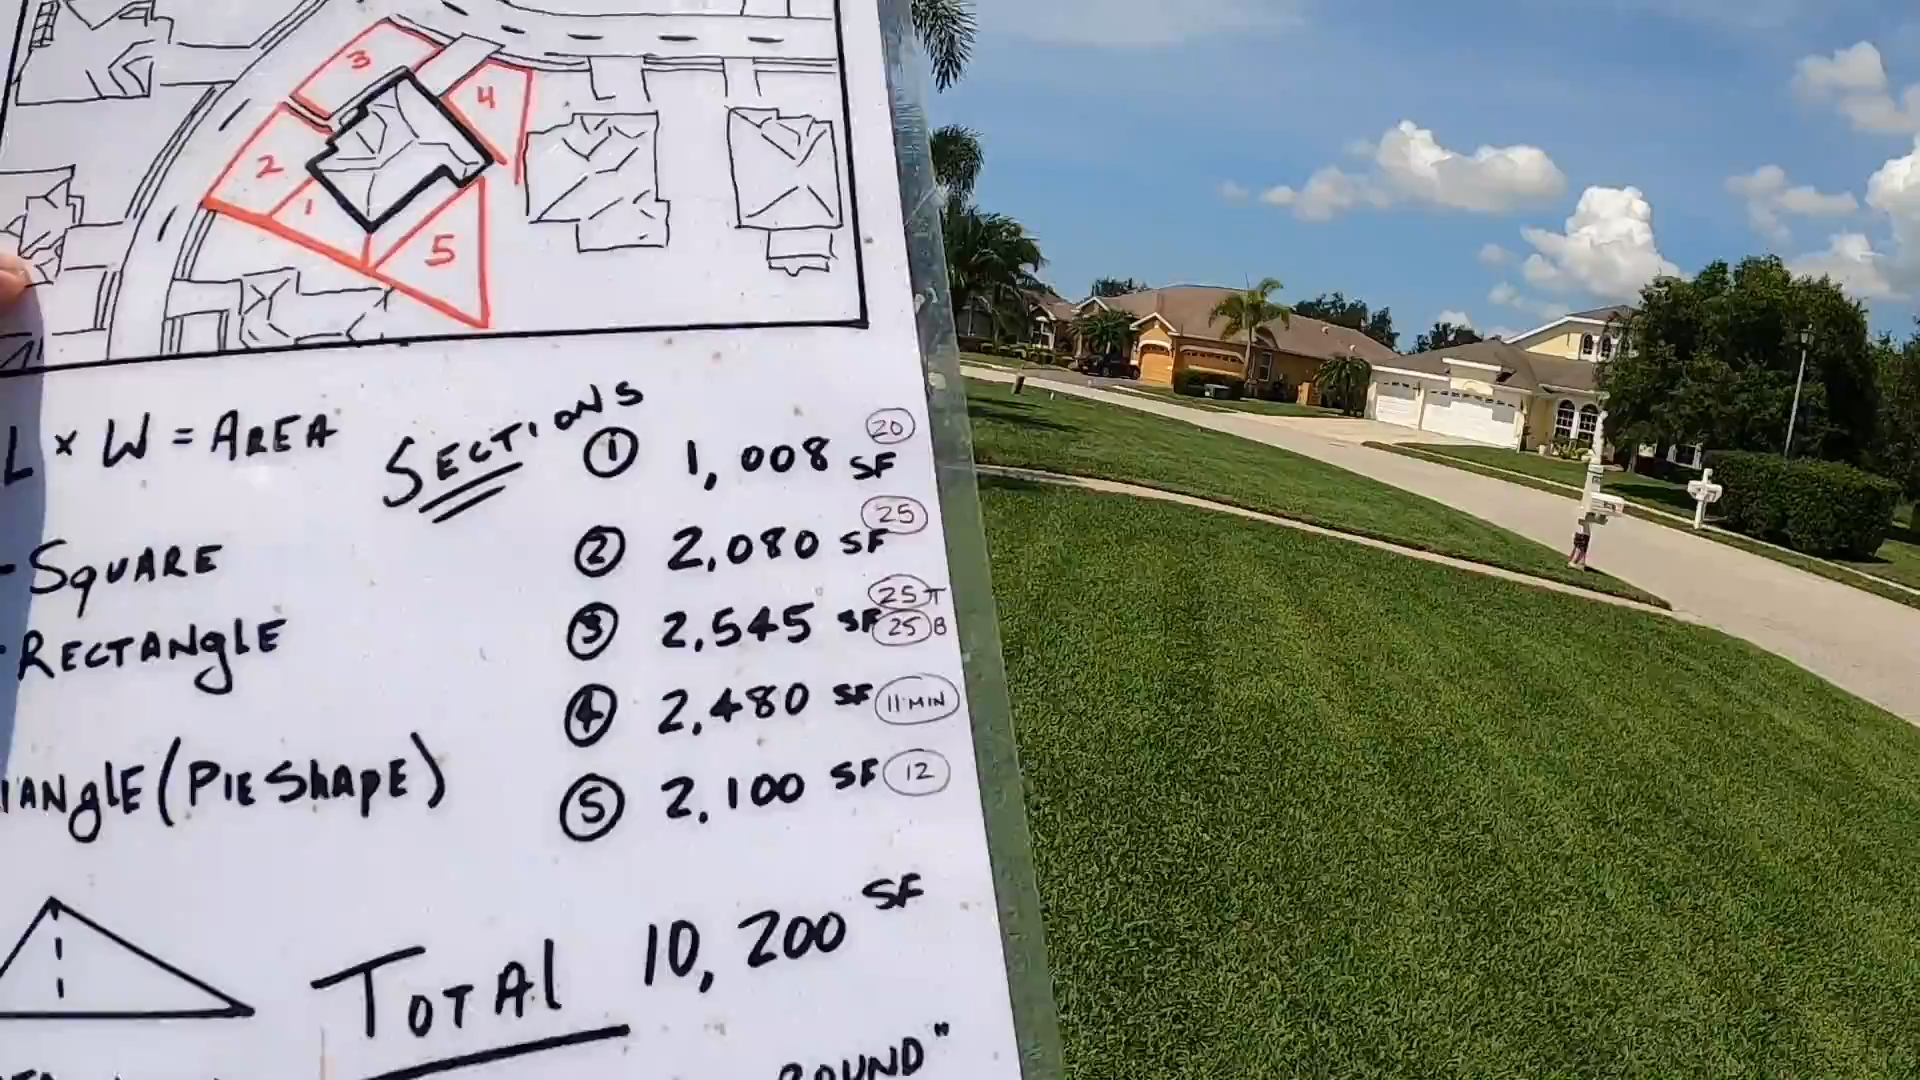 3
4
2
1
5
L × W = AREA
- SquARE
- RECTANglE
(PIE ShApE)
SECTIONS
① 1,008 SF 20
② 2,080 SF 25
③ 2,545 SF 25 T
25 B
④ 2,480 SF 11 MIN
⑤ 2,100 SF 12
TOTAl 10,200 SF